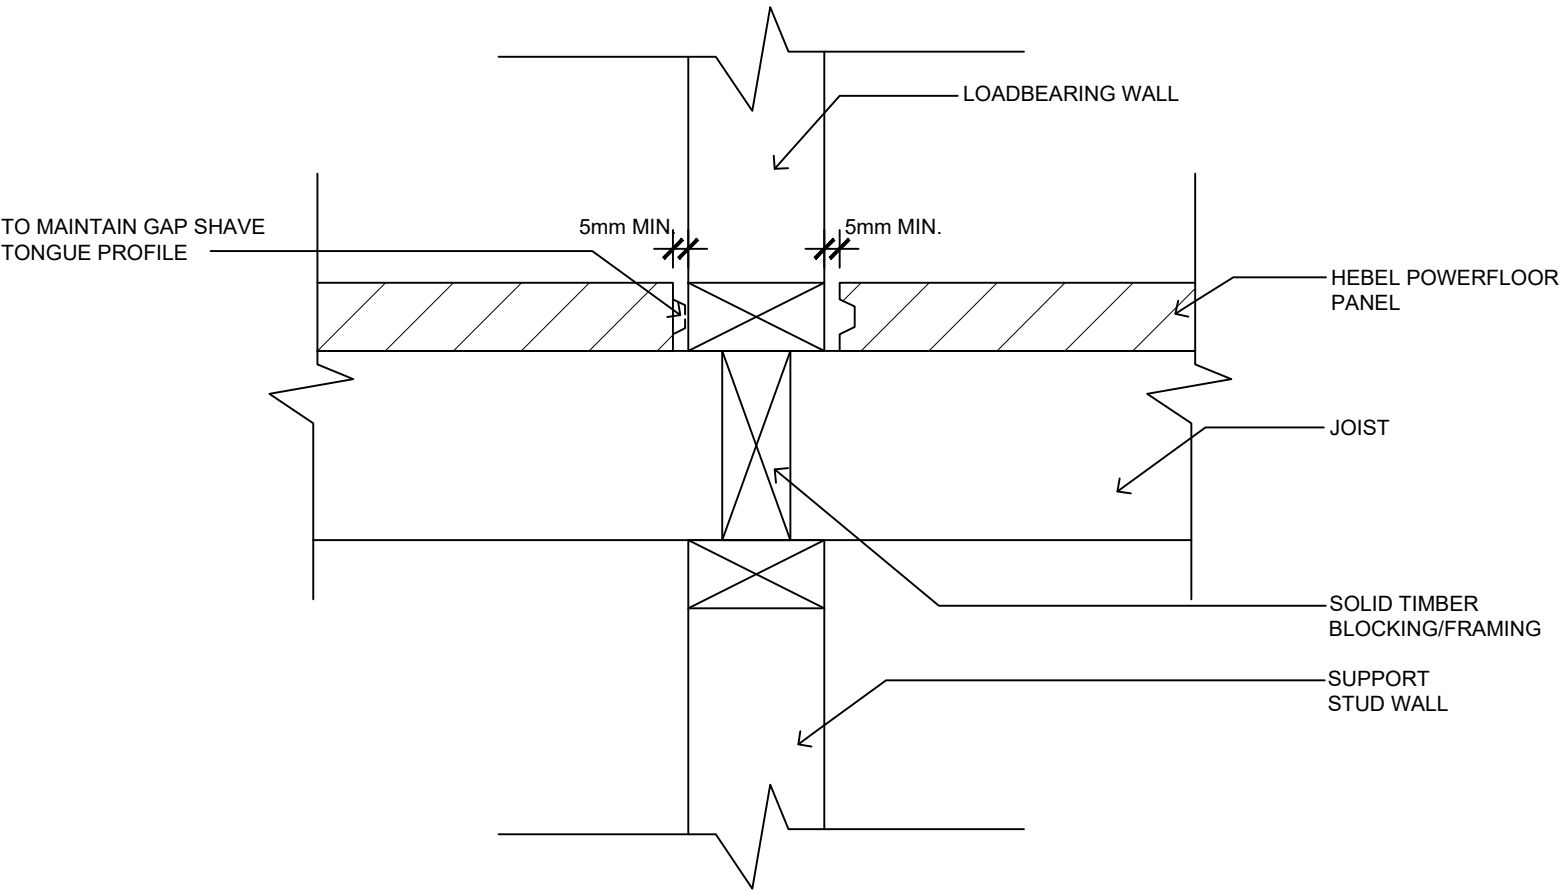 LOADBEARING WALL
TO MAINTAIN GAP SHAVE
TONGUE PROFILE
5mm MIN.
5mm MIN.
HEBEL POWERFLOOR
PANEL
JOIST
SOLID TIMBER
BLOCKING/FRAMING
SUPPORT
STUD WALL